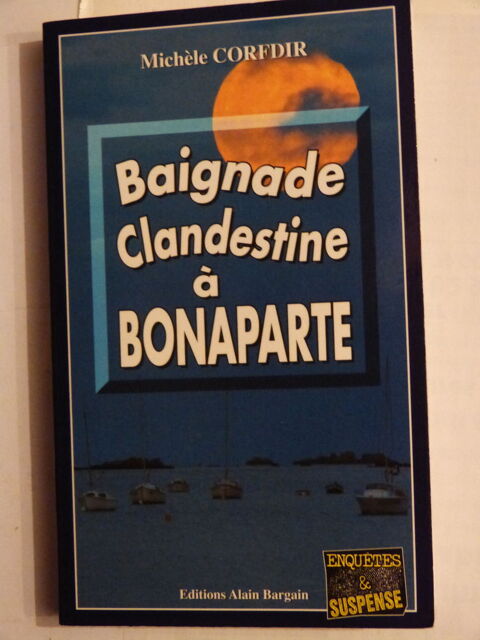 Michèle CORFDIR
Baignade
Clandestine
à
BONAPARTE
ENQUÊTES
&
SUSPENSE
Editions Alain Bargain